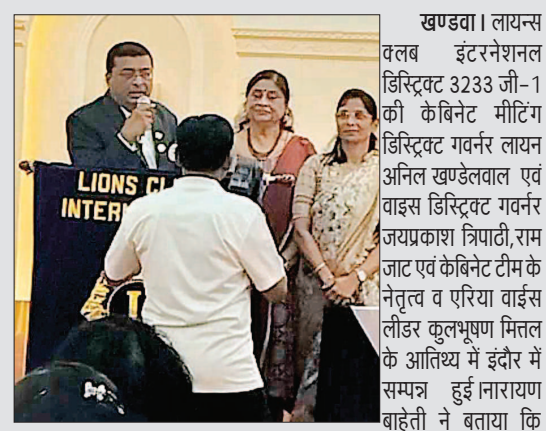 LIONS CL
INTER
खण्डवा। लायन्स
क्लब इंटरनेशनल
डिस्ट्रिक्ट 3233 जी-1
की केबिनेट मीटिंग
डिस्ट्रिक्ट गवर्नर लायन
अनिल खण्डेलवाल एवं
वाइस डिस्ट्रिक्ट गवर्नर
जयप्रकाश त्रिपाठी,राम
जाट एवं केबिनेट टीम के
नेतृत्व व एरिया वाईस
लीडर कुलभूषण मित्तल
के आतिथ्य में इंदौर में
सम्पन्न हुई।नारायण
बाहेती ने बताया कि